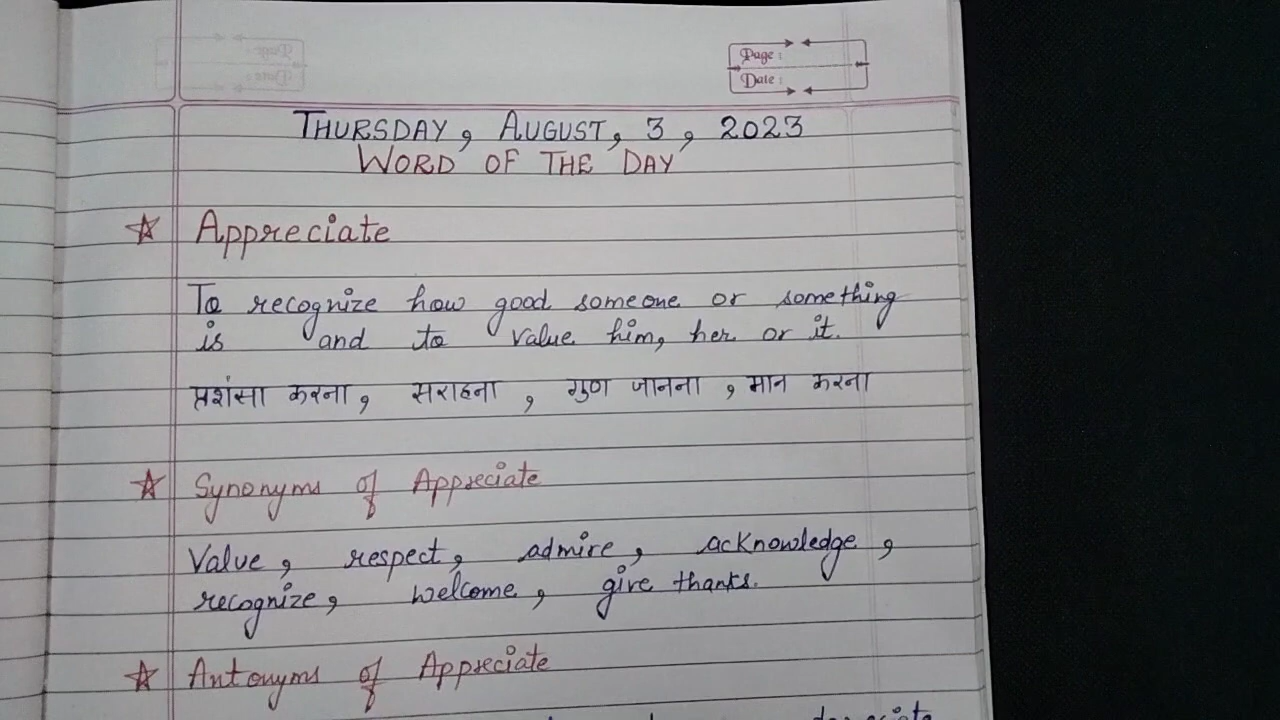 Page :
Date :
THURSDAY, AUGUST, 3, 2023
WORD OF THE DAY
☆ Appreciate
To recognize how good someone or something
is and to value him, her or it.
प्रशंसा करना, सराहना, गुण जानना, मान करना
☆ Synonyms of Appreciate
Value, respect, admire, acknowledge,
recognize, welcome, give thanks.
☆ Antonyms of Appreciate